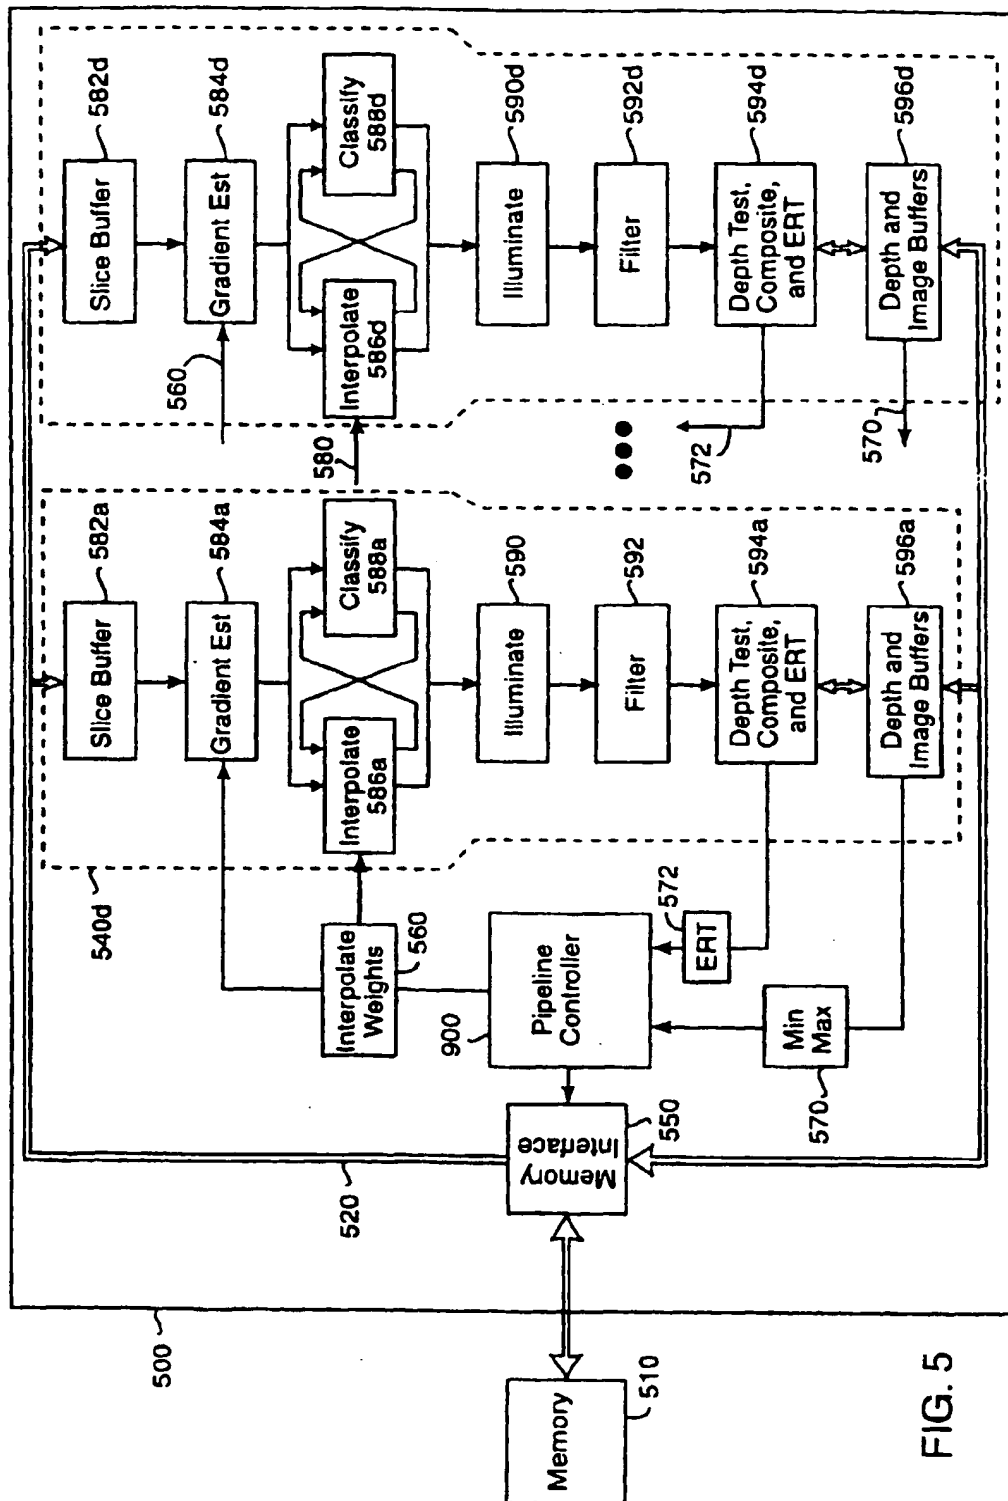 500
Memory
510
520
Memory
Interface
550
900
Pipeline
Controller
Interpolate
Weights
560
ERT
572
Min
Max
570
540d
Slice Buffer
582a
Gradient Est
584a
Interpolate
586a
Classify
588a
Illuminate
590
Filter
592
Depth Test,
Composite,
and ERT
594a
Depth and
Image Buffers
596a
580
560
572
570
Slice Buffer
582d
Gradient Est
584d
Interpolate
586d
Classify
588d
Illuminate
590d
Filter
592d
Depth Test,
Composite,
and ERT
594d
Depth and
Image Buffers
596d
FIG. 5